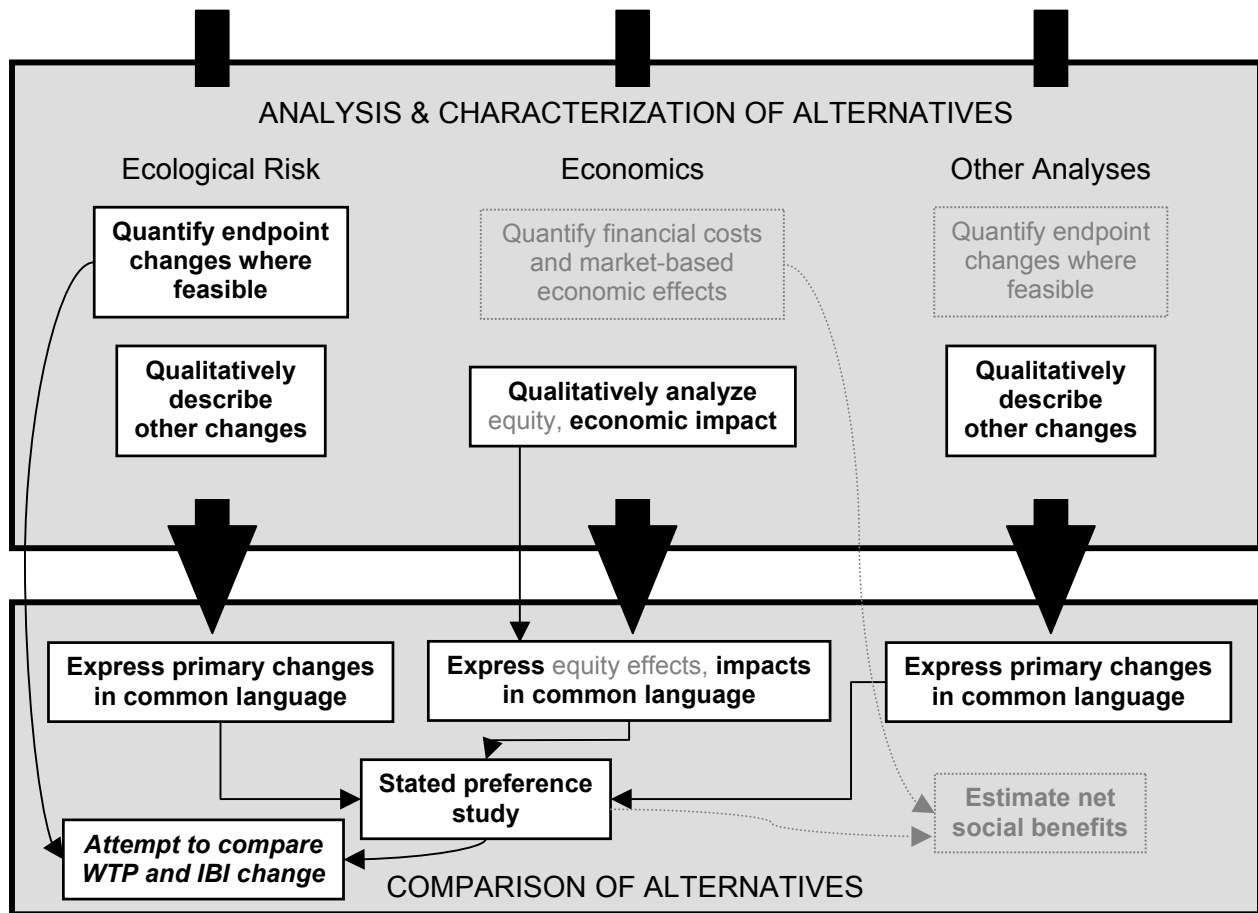 ANALYSIS & CHARACTERIZATION OF ALTERNATIVES
Ecological Risk
Economics
Other Analyses
Quantify endpoint
changes where
feasible
Quantify financial costs
and market-based
economic effects
Quantify endpoint
changes where
feasible
Qualitatively
describe
other changes
Qualitatively analyze
equity, economic impact
Qualitatively
describe
other changes
Express primary changes
in common language
Express equity effects, impacts
in common language
Express primary changes
in common language
Stated preference
study
Estimate net
social benefits
Attempt to compare
WTP and IBI change
COMPARISON OF ALTERNATIVES